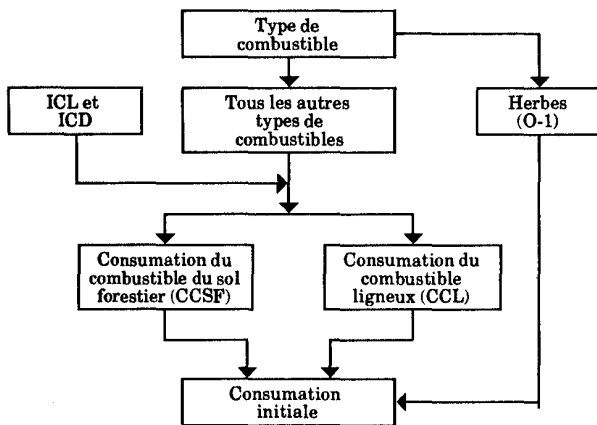 Type de
combustible
ICL et
ICD
Tous les autres
types de
combustibles
Herbes
(O-1)
Consumation du
combustible du sol
forestier (CCSF)
Consumation du
combustible
ligneux (CCL)
Consumation
initiale